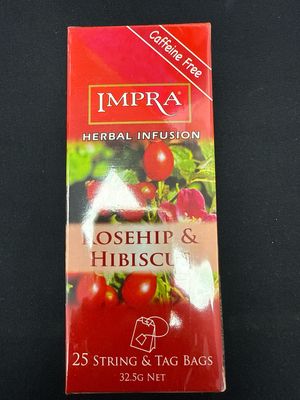 Caffeine Free
IMPRA®
HERBAL INFUSION
ROSEHIP &
HIBISCUS
25 STRING & TAG BAGS
32.5G NET